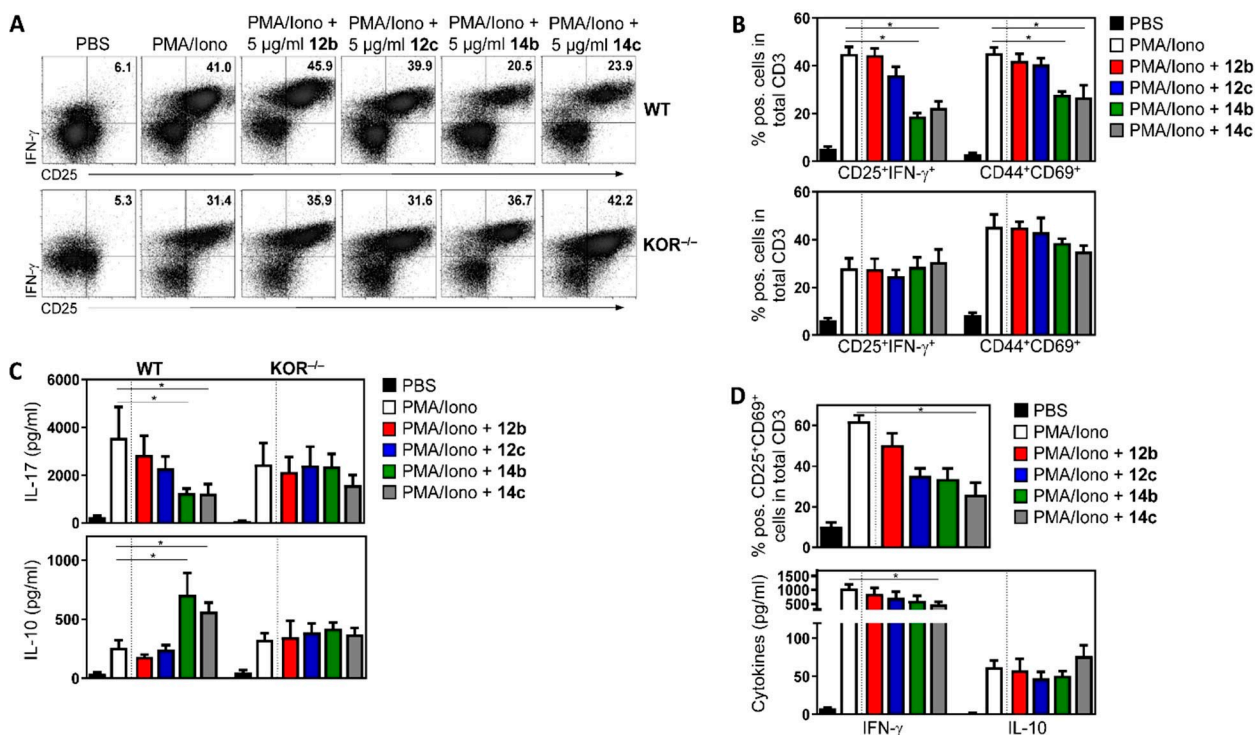 A
PBS
PMA/Iono
PMA/Iono +
5 µg/ml 12b
PMA/Iono +
5 µg/ml 12c
PMA/Iono +
5 µg/ml 14b
PMA/Iono +
5 µg/ml 14c
6.1
41.0
45.9
39.9
20.5
23.9
WT
IFN-γ
CD25
5.3
31.4
35.9
31.6
36.7
42.2
KOR−/−
IFN-γ
CD25
B
% pos. cells in
total CD3
60
40
20
0
*
*
*
*
CD25+IFN-γ+
CD44+CD69+
PBS
PMA/Iono
PMA/Iono + 12b
PMA/Iono + 12c
PMA/Iono + 14b
PMA/Iono + 14c
% pos. cells in
total CD3
60
40
20
0
CD25+IFN-γ+
CD44+CD69+
C
WT
KOR−/−
IL-17 (pg/ml)
6000
4000
2000
0
*
*
PBS
PMA/Iono
PMA/Iono + 12b
PMA/Iono + 12c
PMA/Iono + 14b
PMA/Iono + 14c
IL-10 (pg/ml)
1000
500
0
*
*
D
% pos. CD25+CD69+
cells in total CD3
60
40
20
0
*
PBS
PMA/Iono
PMA/Iono + 12b
PMA/Iono + 12c
PMA/Iono + 14b
PMA/Iono + 14c
Cytokines (pg/ml)
1500
1000
500
100
50
0
*
IFN-γ
IL-10